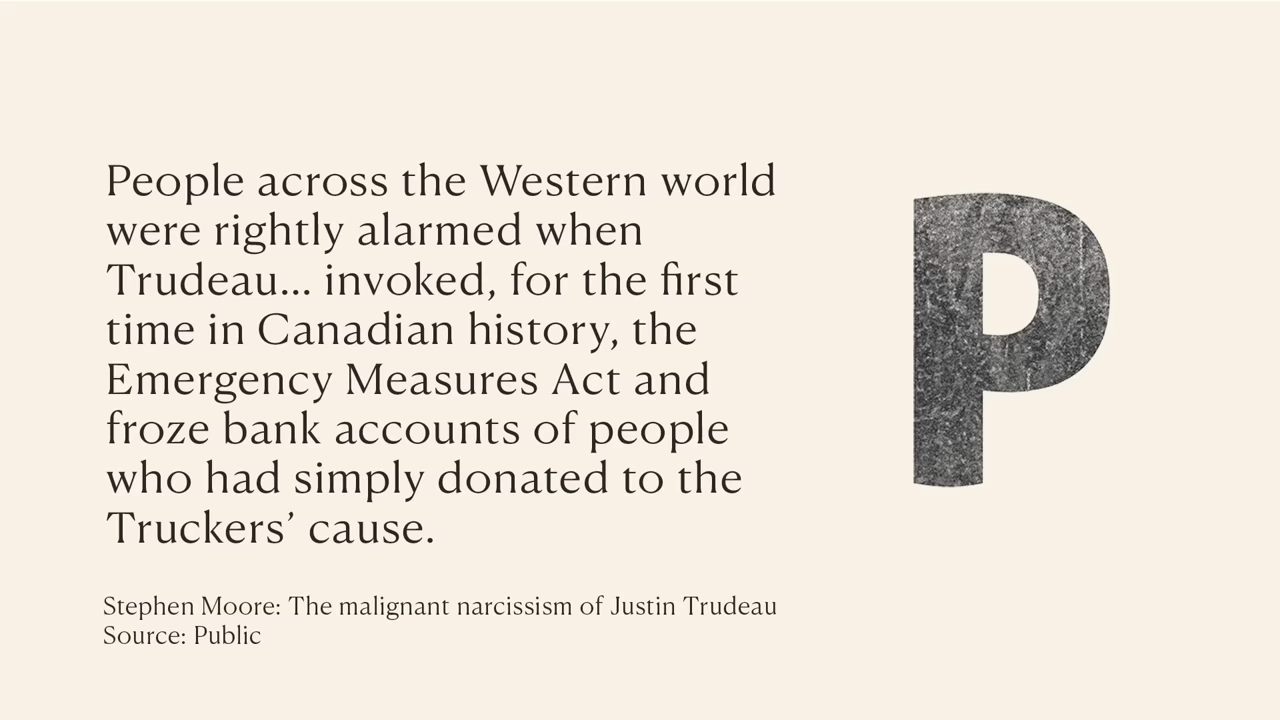 People across the Western world
were rightly alarmed when
Trudeau... invoked, for the first
time in Canadian history, the
Emergency Measures Act and
froze bank accounts of people
who had simply donated to the
Truckers’ cause.
P
Stephen Moore: The malignant narcissism of Justin Trudeau
Source: Public